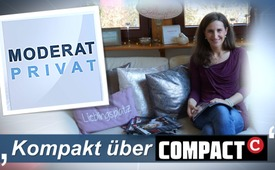 MODERAT
PRIVAT
Lieblingsplatz
„Kompakt über COMPACT C“